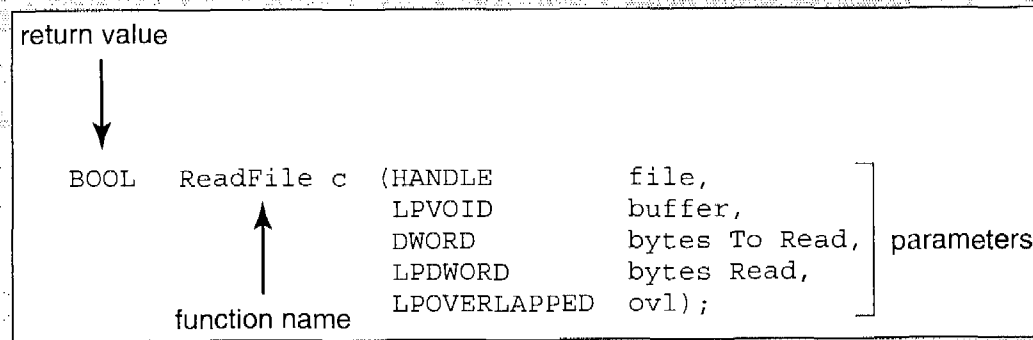 return value
BOOL ReadFile c (HANDLE file,
LPVOID buffer,
DWORD bytes To Read,
LPDWORD bytes Read,
LPOVERLAPPED ovl);
parameters
function name